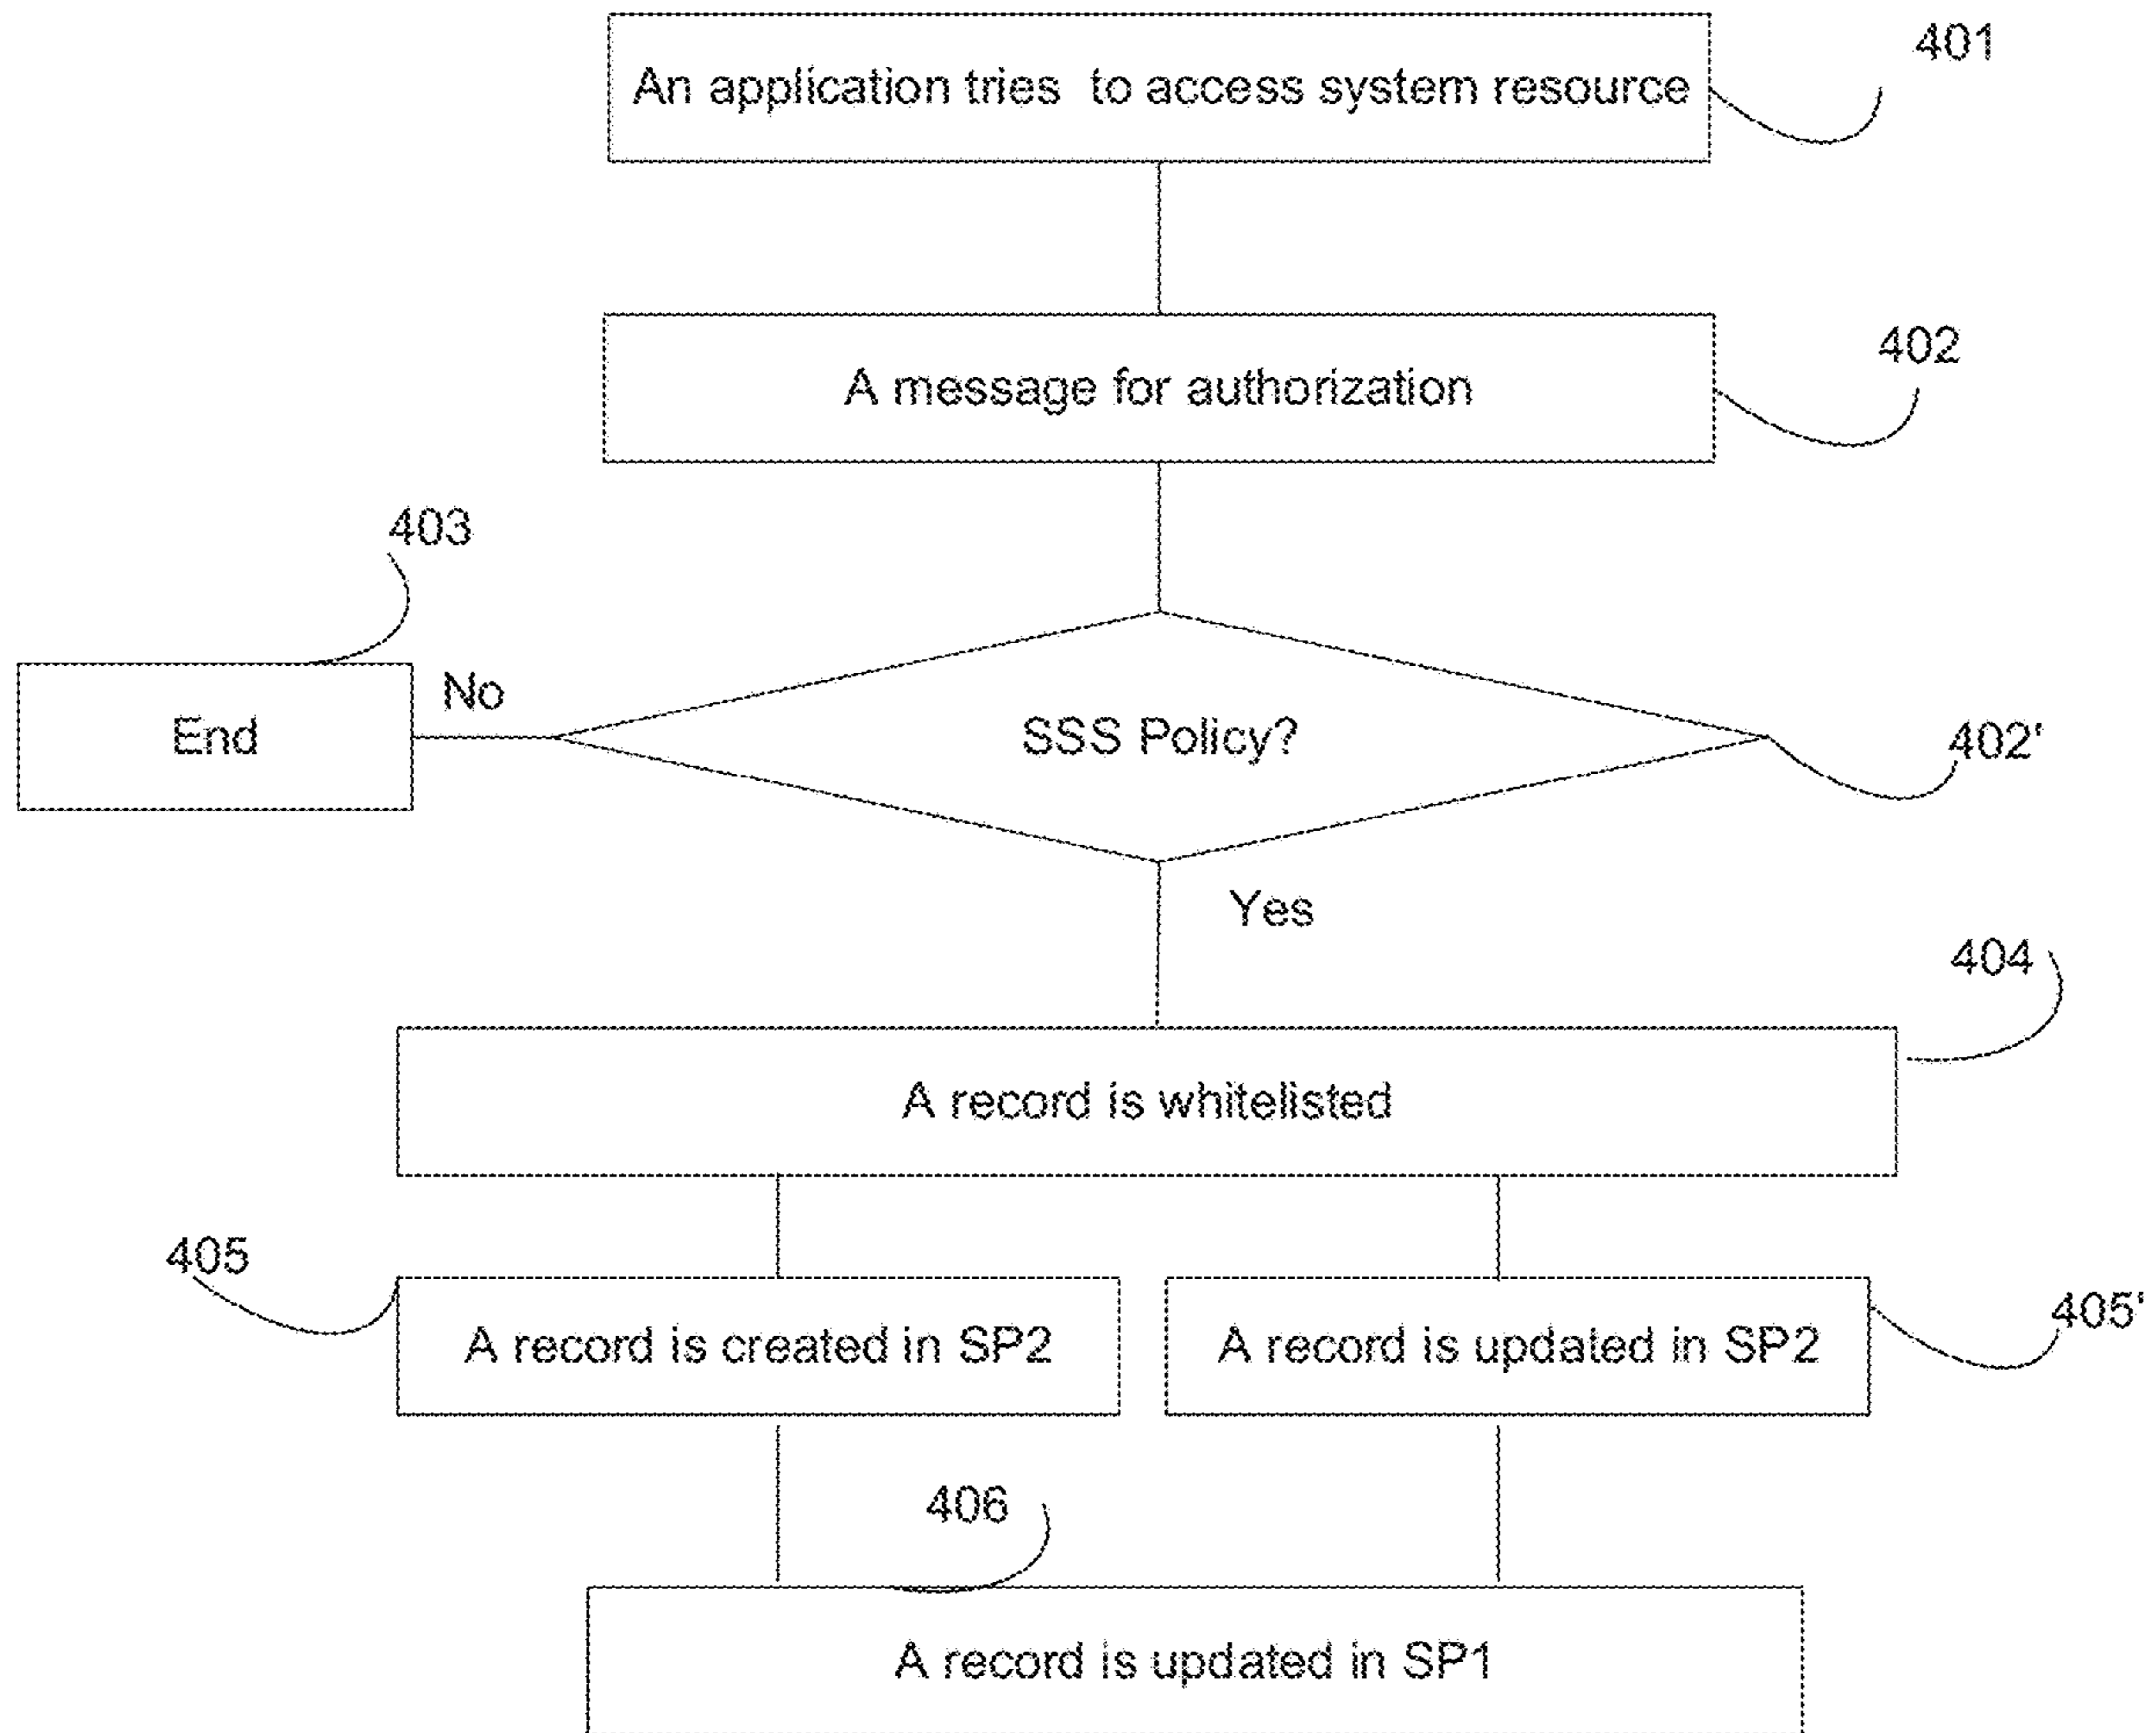 An application tries to access system resource
401
A message for authorization
402
403
End
No
SSS Policy?
402'
Yes
404
A record is whitelisted
405
A record is created in SP2
A record is updated in SP2
405'
406
A record is updated in SP1